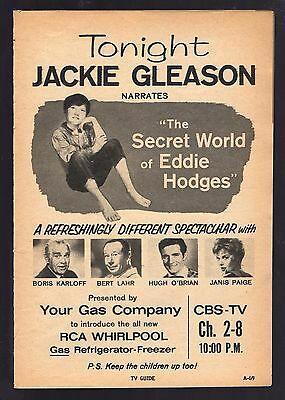 Tonight
JACKIE GLEASON
NARRATES
"The
Secret World
of Eddie
Hodges"
A REFRESHINGLY DIFFERENT SPECTACULAR with
BORIS KARLOFF BERT LAHR HUGH O'BRIAN JANIS PAIGE
Presented by
Your Gas Company
to introduce the all new
RCA WHIRLPOOL
Gas Refrigerator-Freezer
CBS-TV
Ch. 2-8
10:00 P.M.
P.S. Keep the children up too!
TV GUIDE
A-69